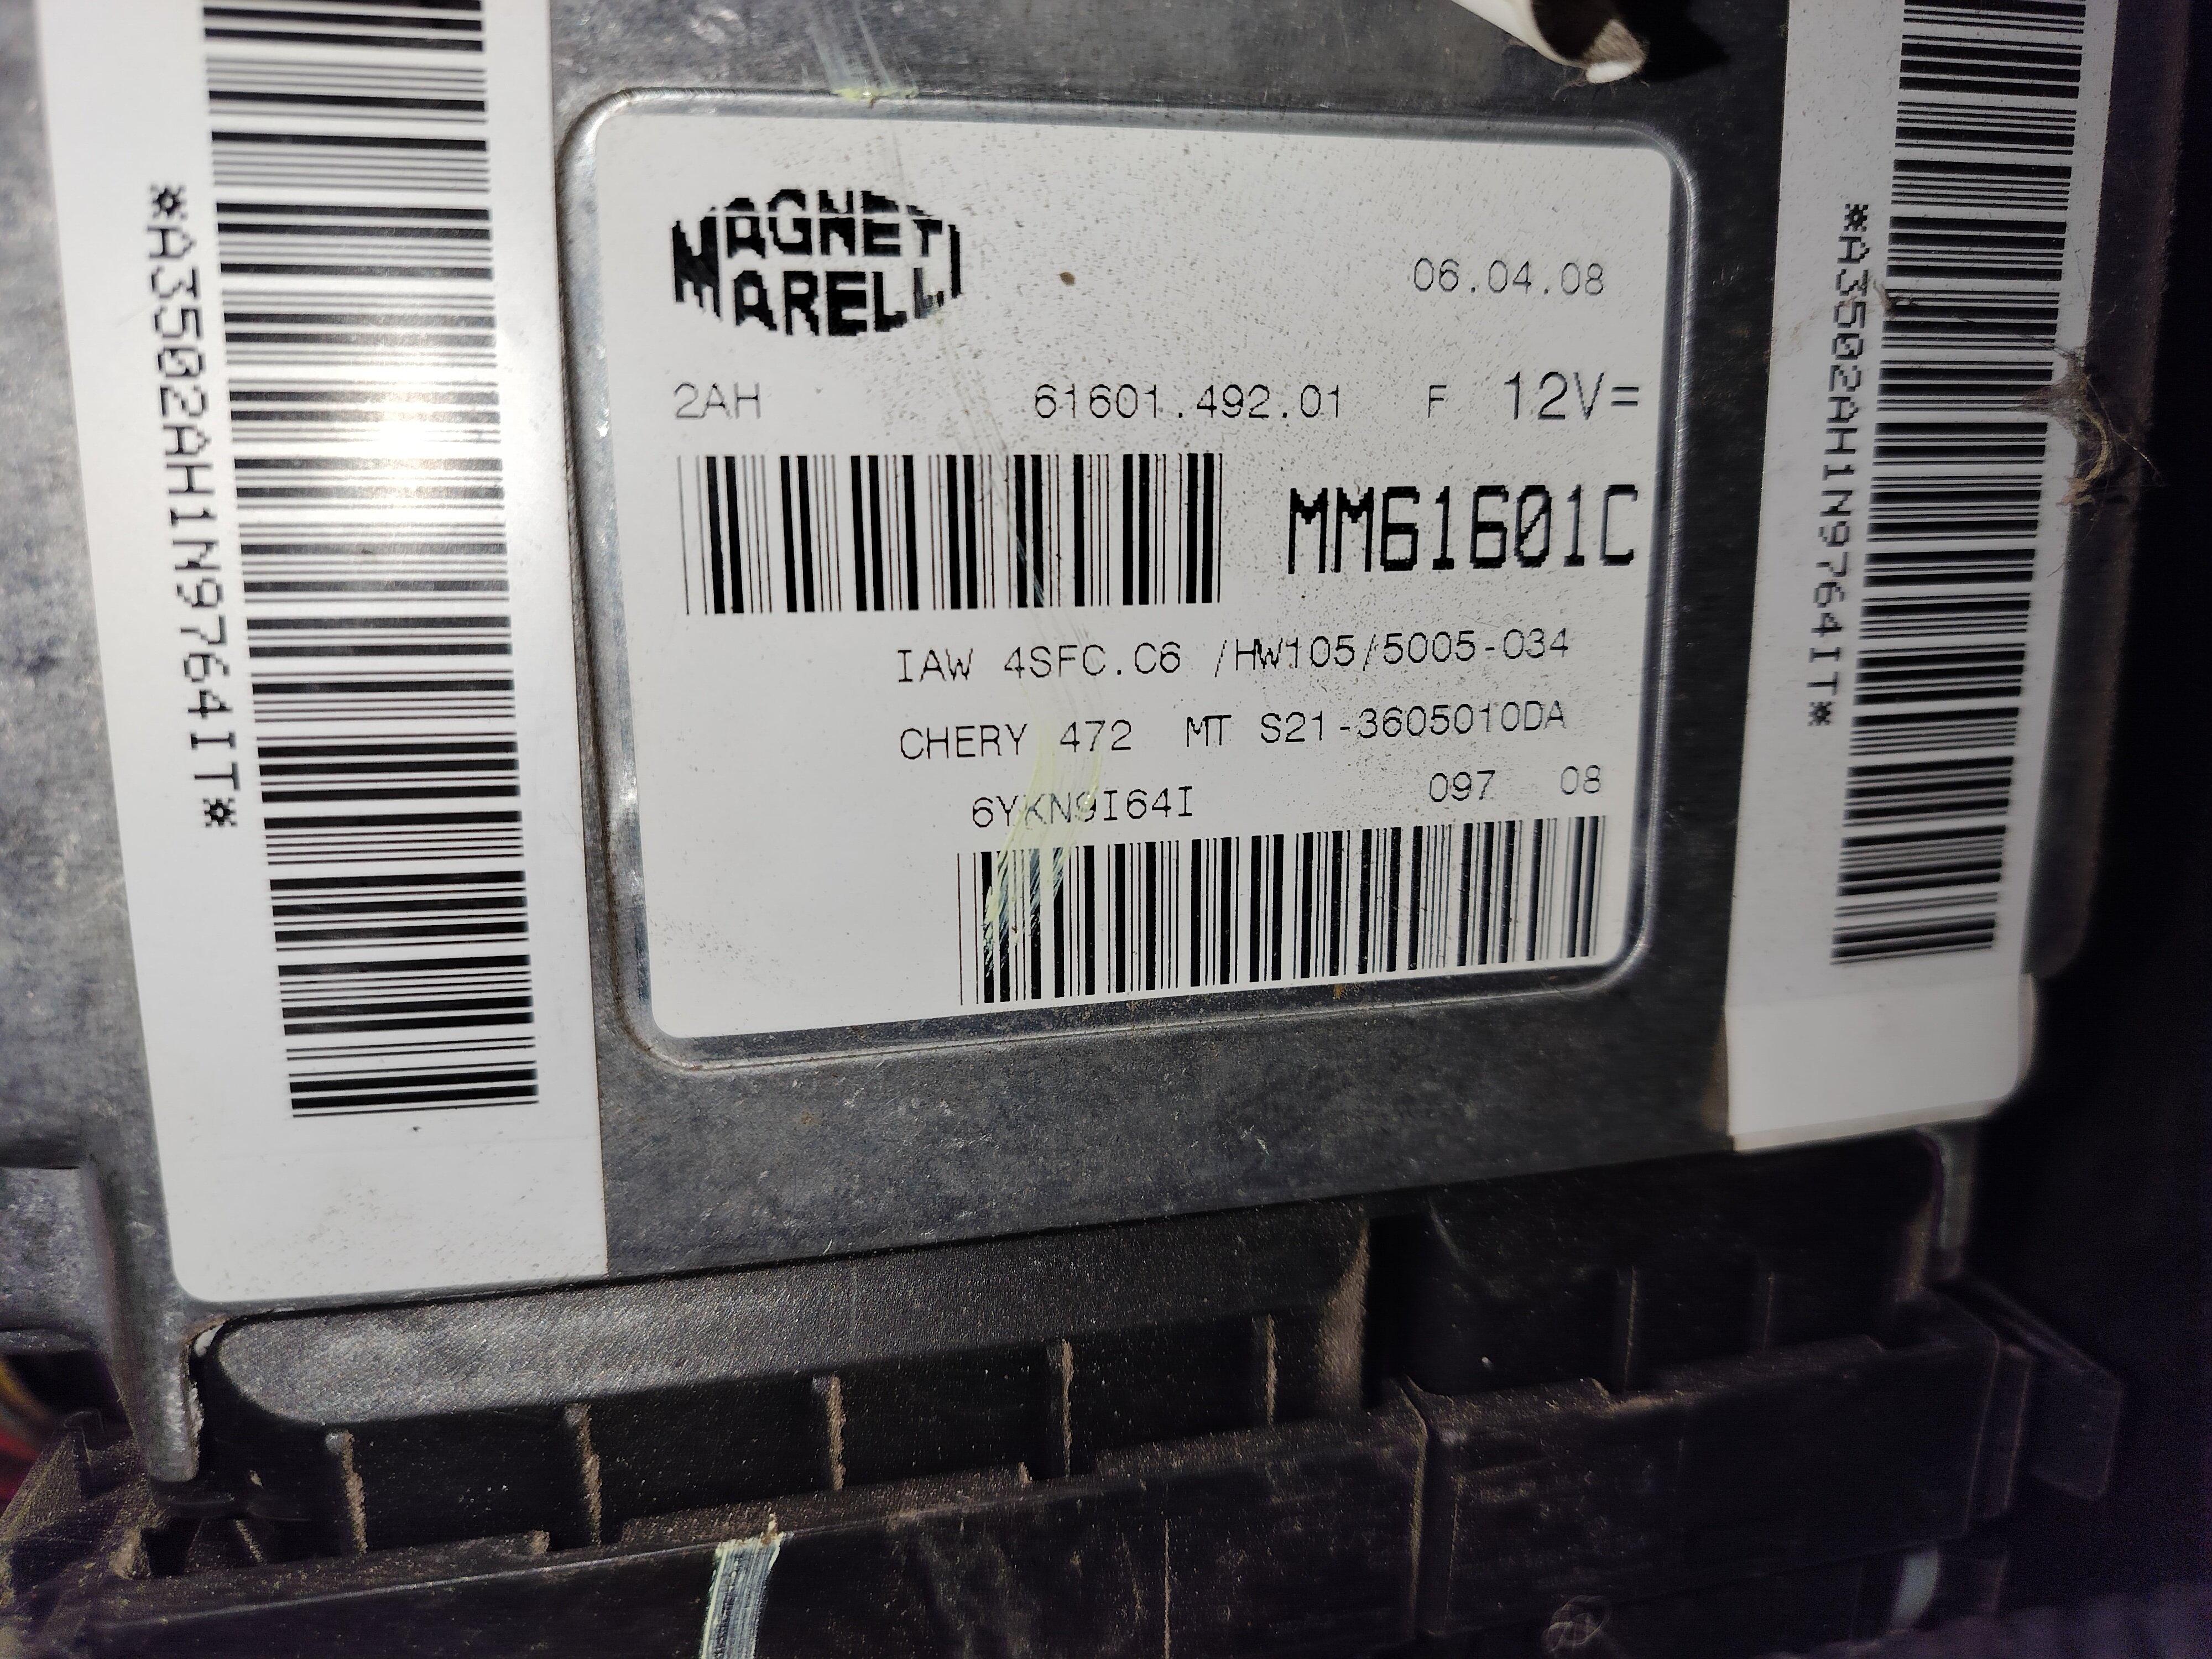 *A3502AH1N9764IT*
MAGNETI
MARELLI
06.04.08
2AH 61601.492.01 F 12V=
MM61601C
IAW 4SFC.C6 /HW105/5005-034
CHERY 472 MT S21-3605010DA
6YKN9I64I 097 08
*A3502AH1N9764IT*